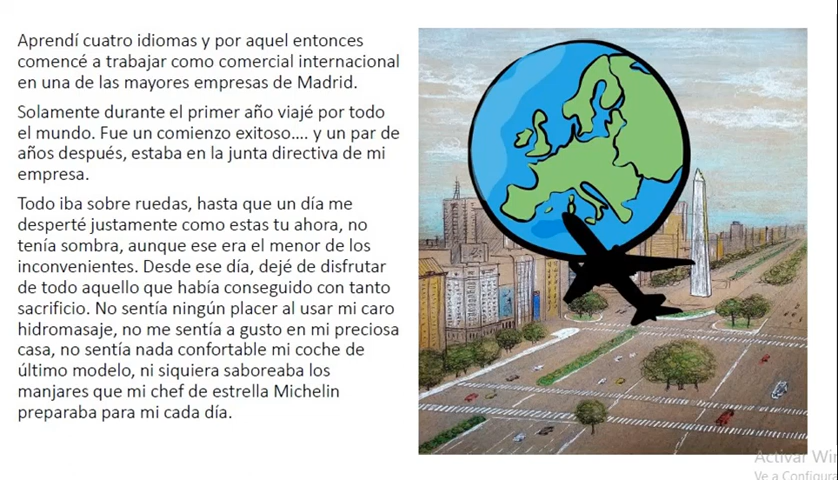 Aprendí cuatro idiomas y por aquel entonces
comencé a trabajar como comercial internacional
en una de las mayores empresas de Madrid.
Solamente durante el primer año viajé por todo
el mundo. Fue un comienzo exitoso.... y un par de
años después, estaba en la junta directiva de mi
empresa.
Todo iba sobre ruedas, hasta que un día me
desperté justamente como estas tu ahora, no
tenía sombra, aunque ese era el menor de los
inconvenientes. Desde ese día, dejé de disfrutar
de todo aquello que había conseguido con tanto
sacrificio. No sentía ningún placer al usar mi caro
hidromasaje, no me sentía a gusto en mi preciosa
casa, no sentía nada confortable mi coche de
último modelo, ni siquiera saboreaba los
manjares que mi chef de estrella Michelin
preparaba para mi cada día.
Activar Win
Ve a Configura